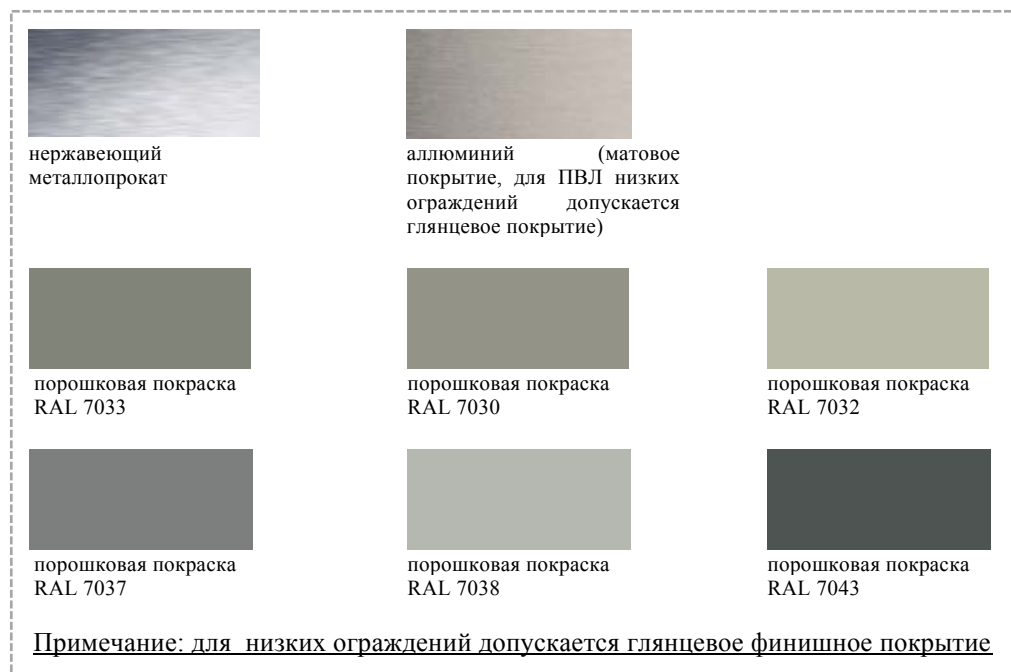 нержавеющий
металлопрокат
аллюминий (матовое
покрытие, для ПВЛ низких
ограждений допускается
глянцевое покрытие)
порошковая покраска
RAL 7033
порошковая покраска
RAL 7030
порошковая покраска
RAL 7032
порошковая покраска
RAL 7037
порошковая покраска
RAL 7038
порошковая покраска
RAL 7043
Примечание: для низких ограждений допускается глянцевое финишное покрытие